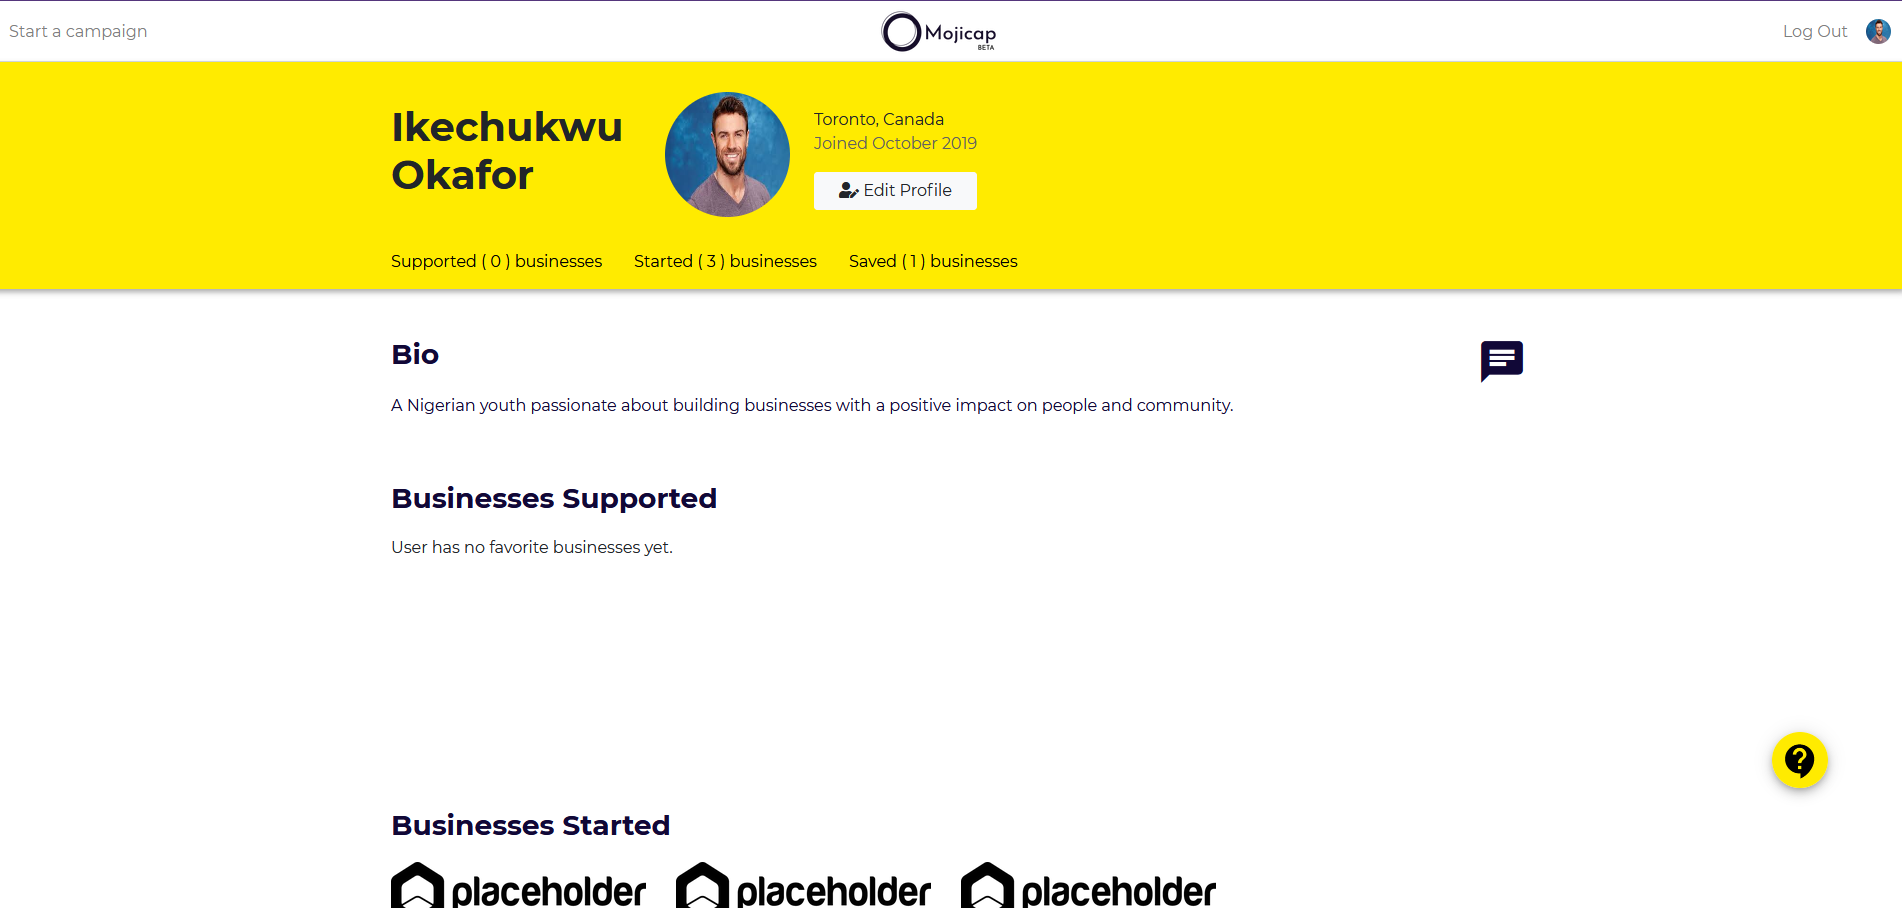 Start a campaign
Mojicap
BETA
Log Out
Ikechukwu
Okafor
Toronto, Canada
Joined October 2019
Edit Profile
Supported ( 0 ) businesses
Started ( 3 ) businesses
Saved ( 1 ) businesses
Bio
A Nigerian youth passionate about building businesses with a positive impact on people and community.
Businesses Supported
User has no favorite businesses yet.
?
Businesses Started
placeholder
placeholder
placeholder